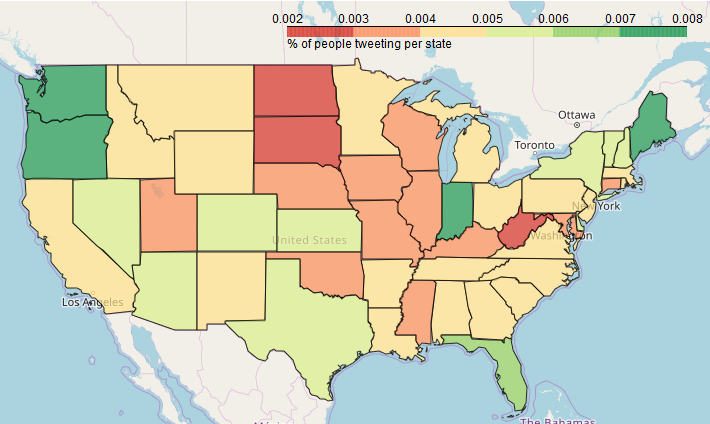 0.002 0.003 0.004 0.005 0.006 0.007 0.008
% of people tweeting per state
Ottawa
Toronto
New York
United States
Washington
Los Angeles
The Bahamas